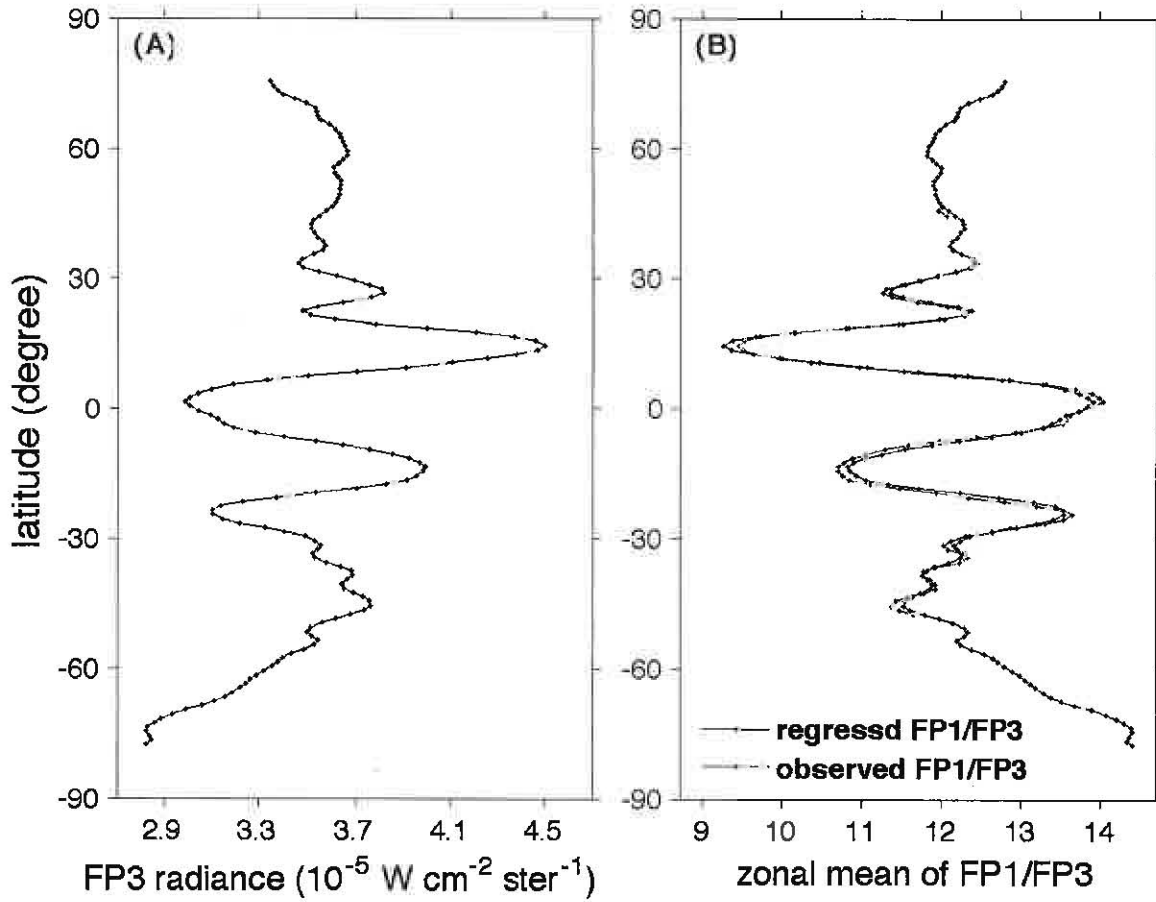 (A)
90
60
30
0
-30
-60
-90
latitude (degree)
2.9 3.3 3.7 4.1 4.5
FP3 radiance (10⁻⁵ W cm⁻² ster⁻¹)
(B)
90
60
30
0
-30
-60
-90
regressd FP1/FP3
observed FP1/FP3
9 10 11 12 13 14
zonal mean of FP1/FP3